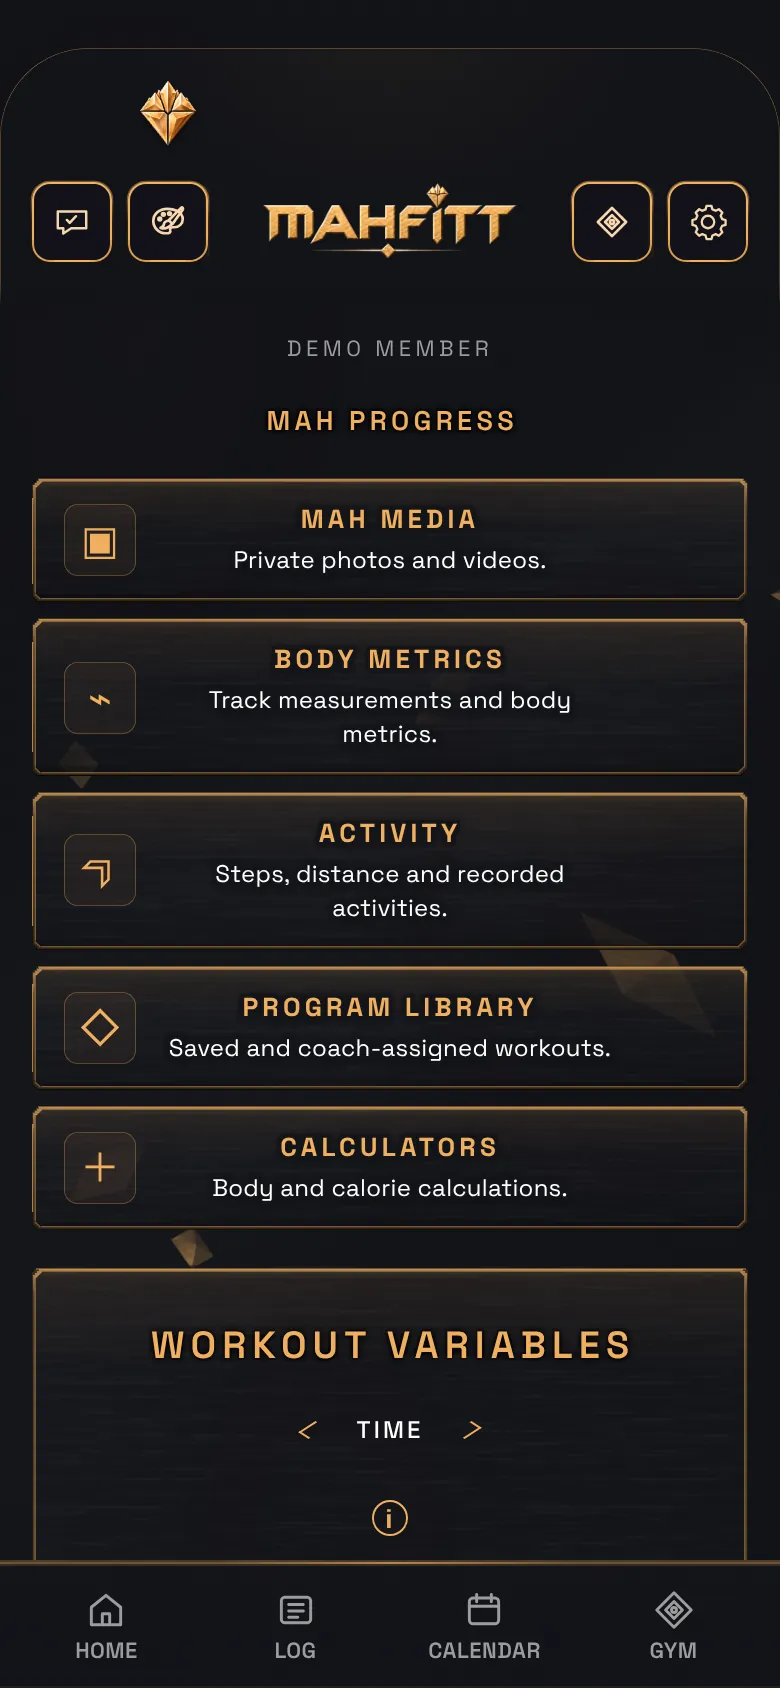 MAHFITT
DEMO MEMBER
MAH PROGRESS
MAH MEDIA
Private photos and videos.
BODY METRICS
Track measurements and body
metrics.
ACTIVITY
Steps, distance and recorded
activities.
PROGRAM LIBRARY
Saved and coach-assigned workouts.
CALCULATORS
Body and calorie calculations.
WORKOUT VARIABLES
< TIME >
i
HOME LOG CALENDAR GYM